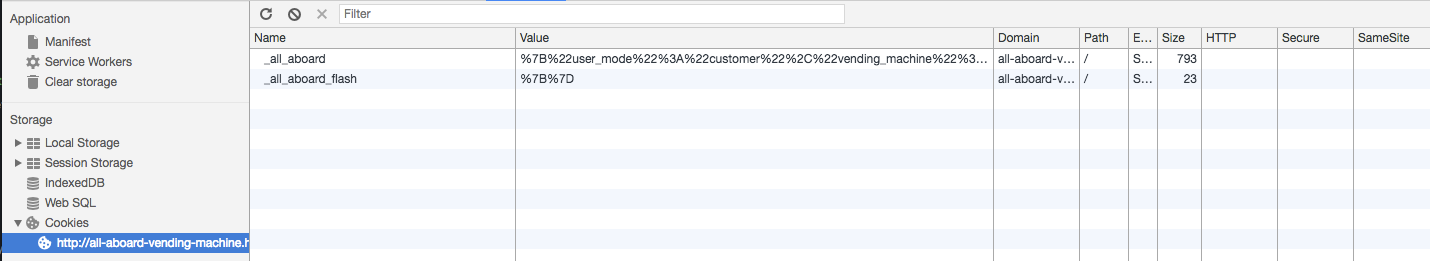 Application
Manifest
Service Workers
Clear storage
Storage
Local Storage
Session Storage
IndexedDB
Web SQL
Cookies
http://all-aboard-vending-machine.h
Filter
Name Value Domain Path E... Size HTTP Secure SameSite
_all_aboard %7B%22user_mode%22%3A%22customer%22%2C%22vending_machine%22%3... all-aboard-v... / S... 793
_all_aboard_flash %7B%7D all-aboard-v... / S... 23